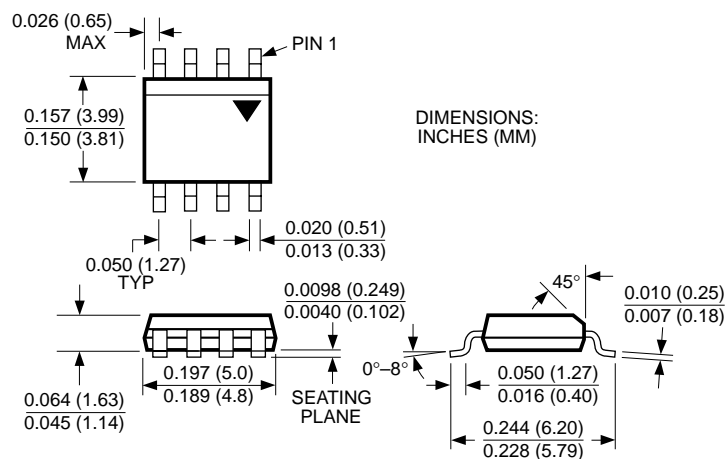 0.026 (0.65)
MAX
PIN 1
0.157 (3.99)
0.150 (3.81)
DIMENSIONS:
INCHES (MM)
0.020 (0.51)
0.013 (0.33)
0.050 (1.27)
TYP
0.0098 (0.249)
0.0040 (0.102)
45°
0.010 (0.25)
0.007 (0.18)
0°–8°
0.197 (5.0)
0.189 (4.8)
SEATING
PLANE
0.050 (1.27)
0.016 (0.40)
0.064 (1.63)
0.045 (1.14)
0.244 (6.20)
0.228 (5.79)